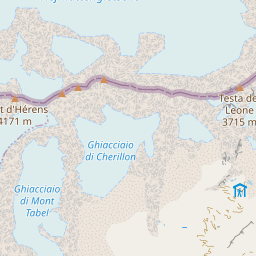 t d'Hérens
4171 m
Testa de
Leone
3715 m
Ghiacciaio
di Cherillon
Ghiacciaio
di Mont
Tabel